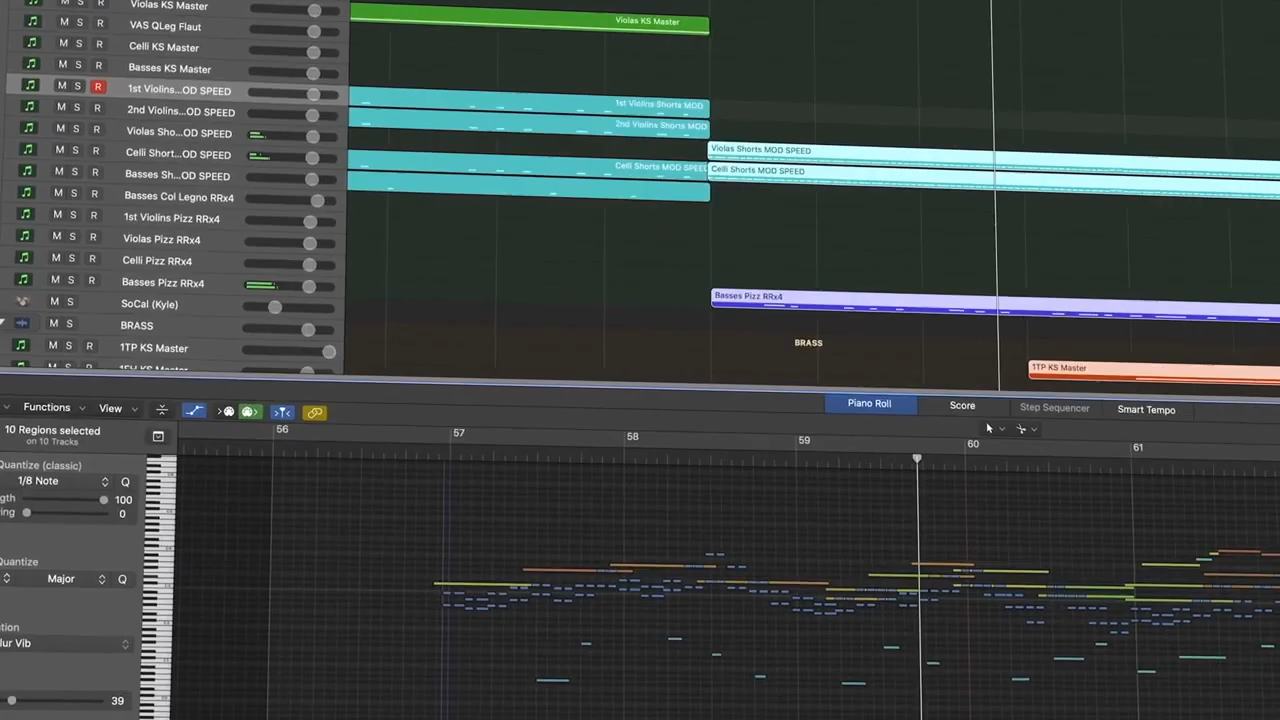 Violas KS Master
VAS QLeg Flaut
M S R
Celli KS Master
M S R
Basses KS Master
M S R
1st Violins...OD SPEED
M S R
2nd Violins...OD SPEED
M S R
Violas Sho...OD SPEED
M S R
Celli Short...OD SPEED
M S R
Basses Sh...OD SPEED
M S R
Basses Col Legno RRx4
M S R
1st Violins Pizz RRx4
M S R
Violas Pizz RRx4
M S R
Celli Pizz RRx4
M S R
Basses Pizz RRx4
M S R
SoCal (Kyle)
M S
BRASS
M S
1TP KS Master
M S R
Violas KS Master
1st Violins Shorts MOD
2nd Violins Shorts MOD
Celli Shorts MOD SPEED
Violas Shorts MOD SPEED
Celli Shorts MOD SPEED
Basses Pizz RRx4
BRASS
1TP KS Master
Functions
View
Piano Roll
Score
Step Sequencer
Smart Tempo
10 Regions selected
on 10 Tracks
56
57
58
59
60
61
Quantize (classic)
1/8 Note
Q
100
0
Quantize
Major
Q
39